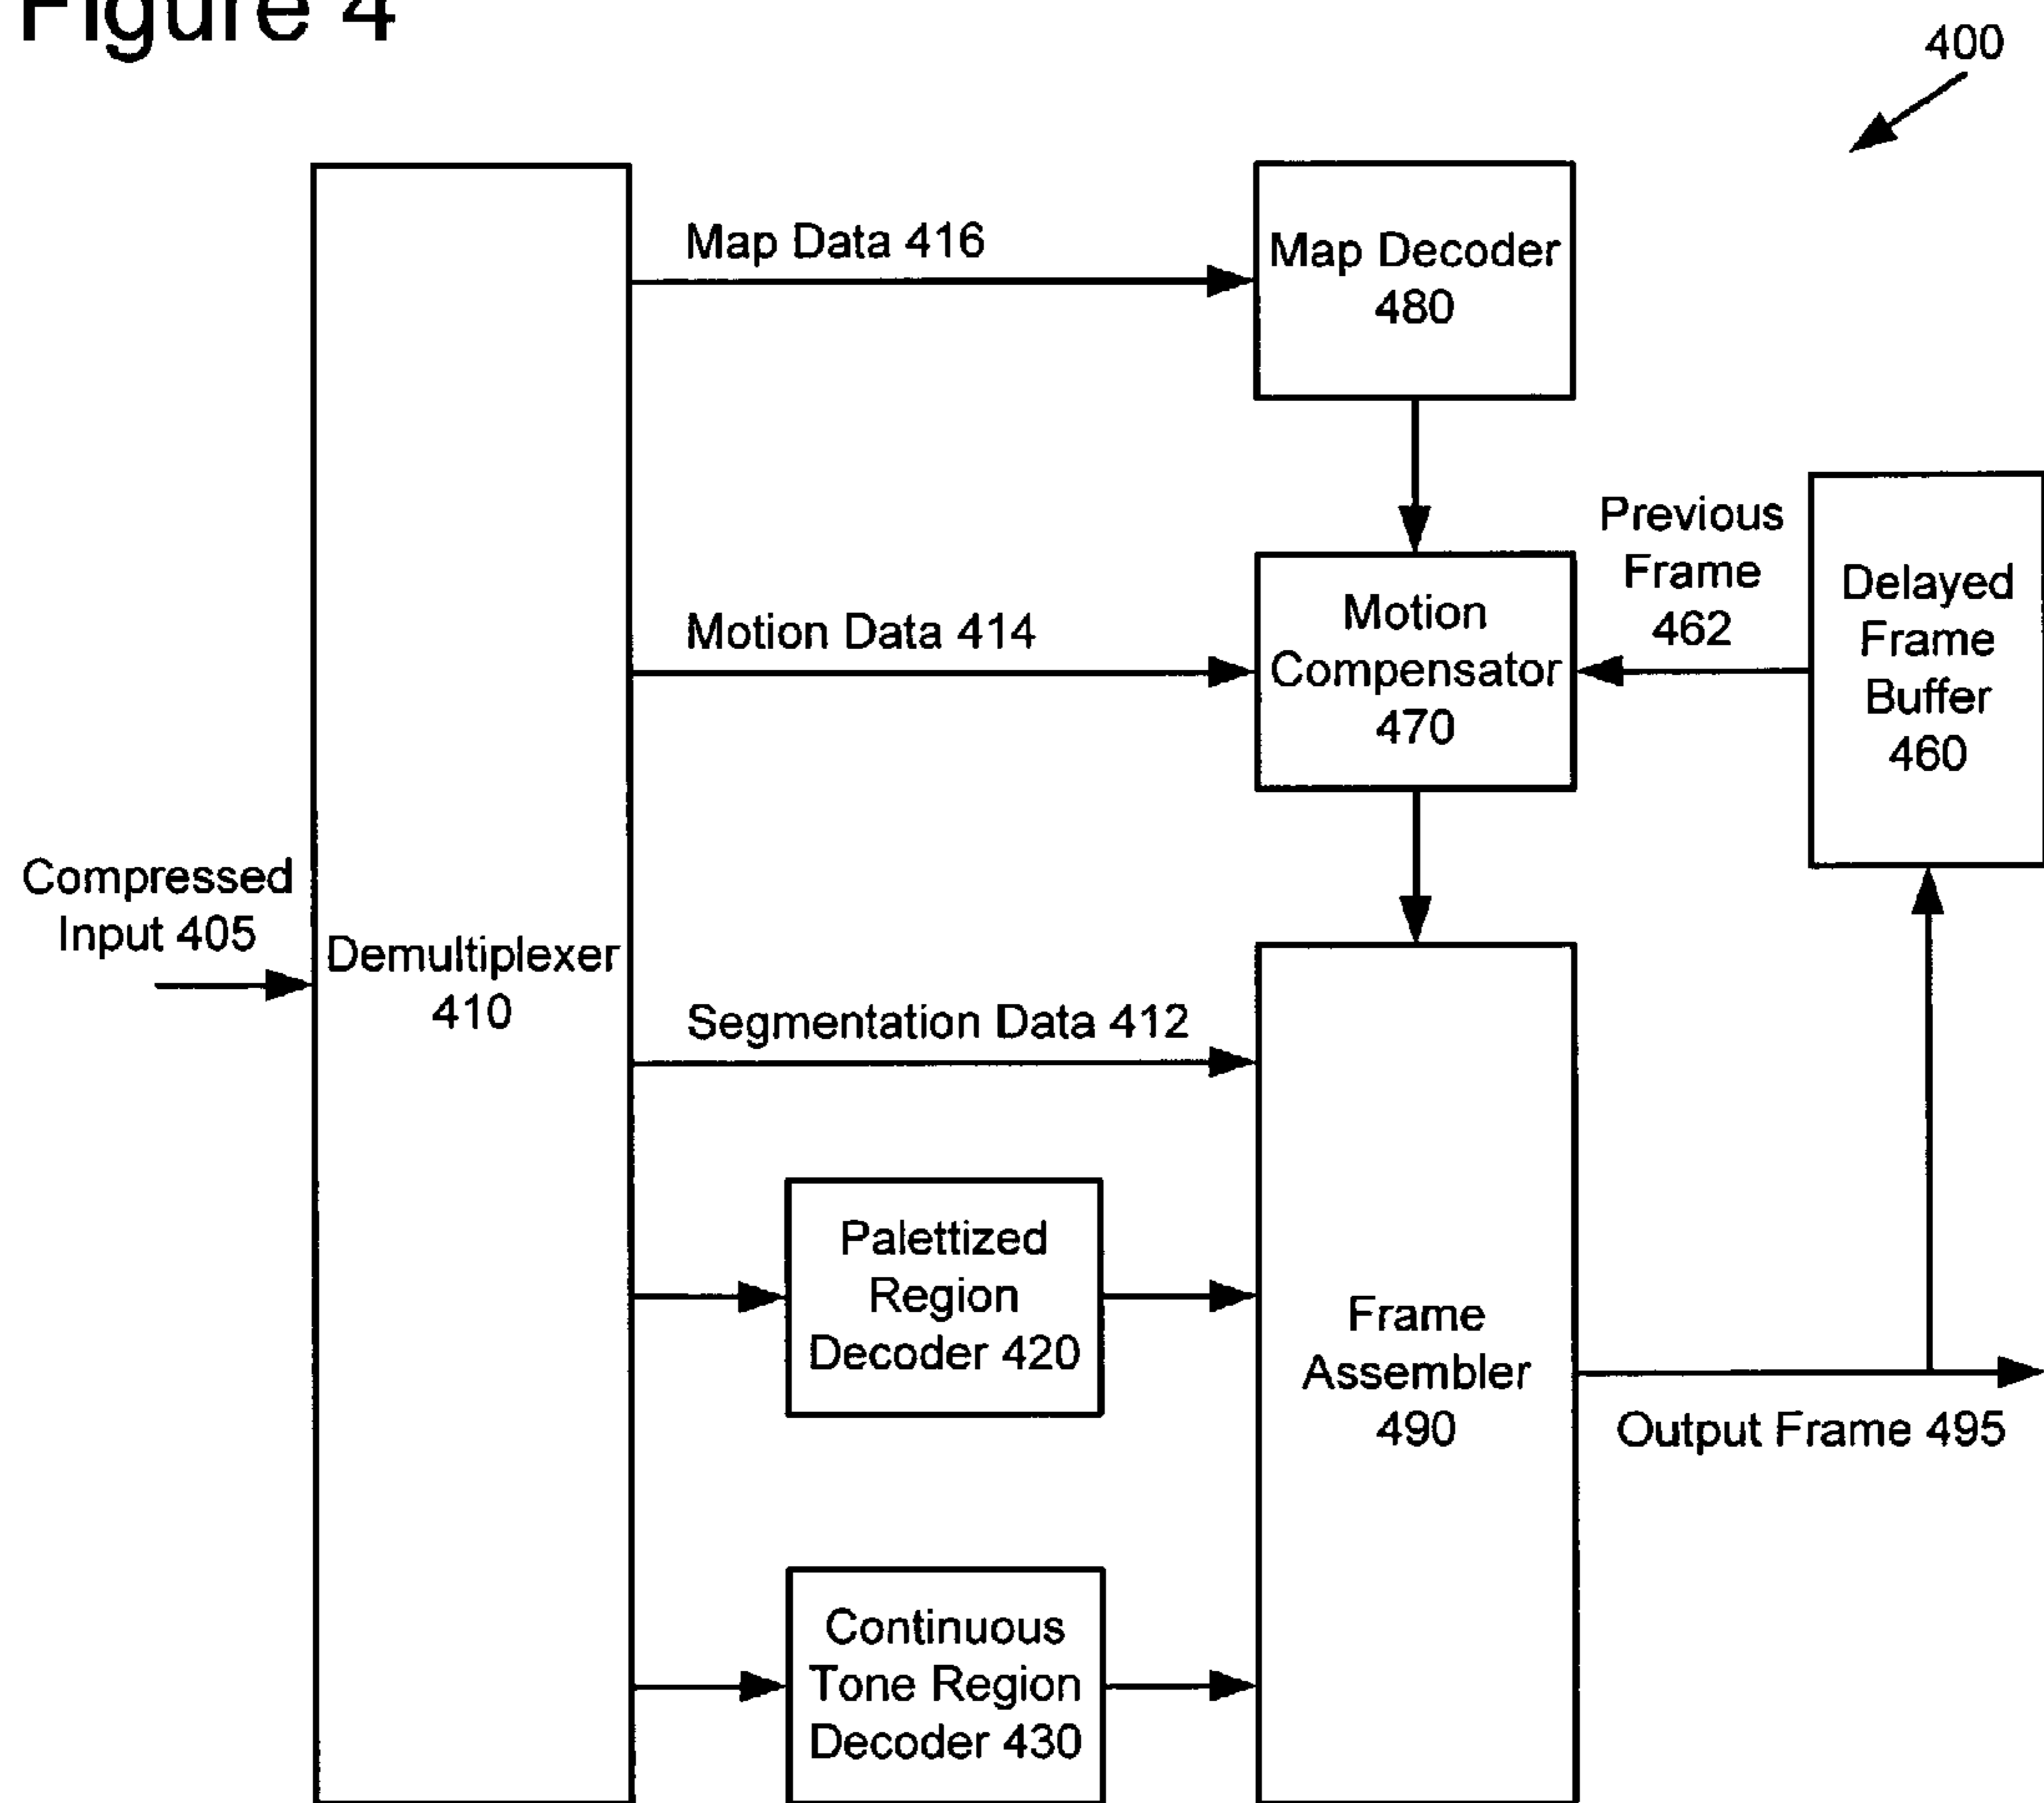 Figure 4
400
Map Data 416
Map Decoder
480
Previous
Frame
462
Delayed
Frame
Buffer
460
Motion Data 414
Motion
Compensator
470
Compressed
Input 405
Demultiplexer
410
Segmentation Data 412
Palettized
Region
Decoder 420
Frame
Assembler
490
Output Frame 495
Continuous
Tone Region
Decoder 430